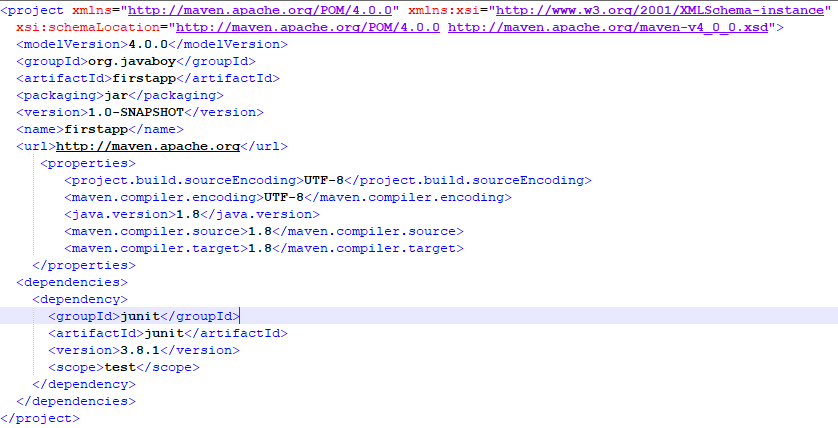 <project xmlns="http://maven.apache.org/POM/4.0.0" xmlns:xsi="http://www.w3.org/2001/XMLSchema-instance"
xsi:schemaLocation="http://maven.apache.org/POM/4.0.0 http://maven.apache.org/maven-v4_0_0.xsd">
<modelVersion>4.0.0</modelVersion>
<groupId>org.javaboy</groupId>
<artifactId>firstapp</artifactId>
<packaging>jar</packaging>
<version>1.0-SNAPSHOT</version>
<name>firstapp</name>
<url>http://maven.apache.org</url>
<properties>
<project.build.sourceEncoding>UTF-8</project.build.sourceEncoding>
<maven.compiler.encoding>UTF-8</maven.compiler.encoding>
<java.version>1.8</java.version>
<maven.compiler.source>1.8</maven.compiler.source>
<maven.compiler.target>1.8</maven.compiler.target>
</properties>
<dependencies>
<dependency>
<groupId>junit</groupId>
<artifactId>junit</artifactId>
<version>3.8.1</version>
<scope>test</scope>
</dependency>
</dependencies>
</project>